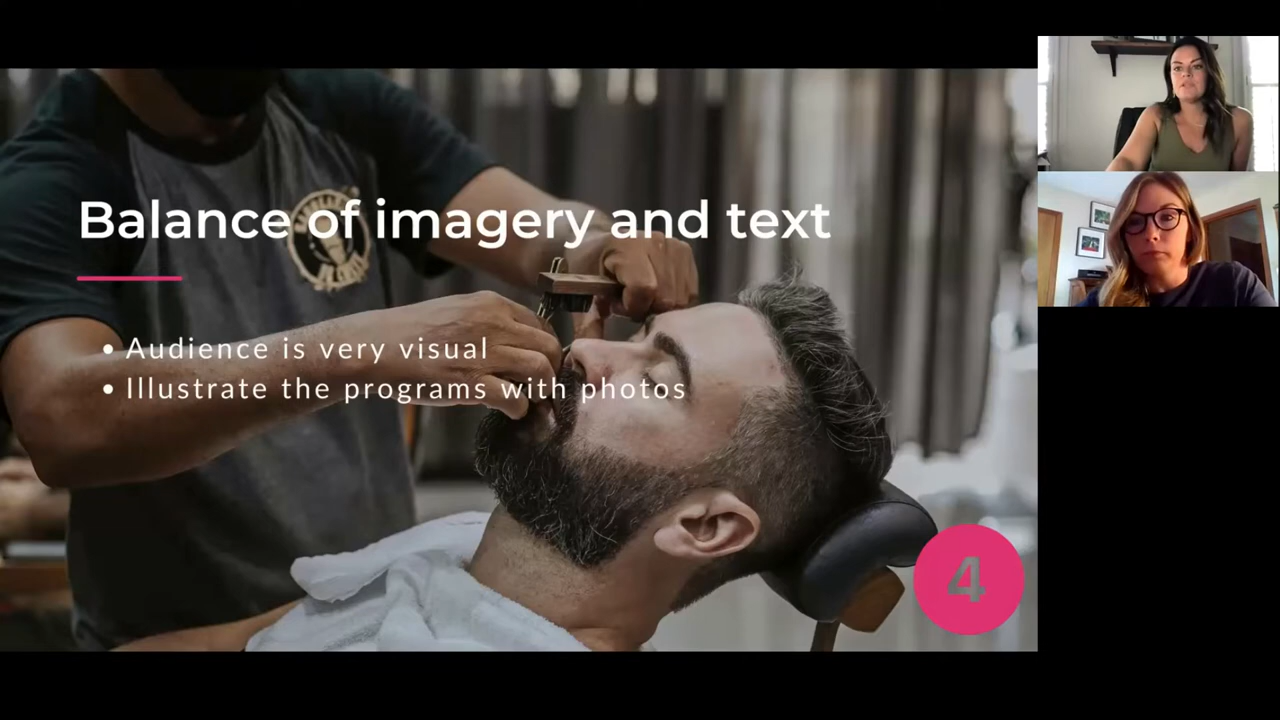 Balance of imagery and text
• Audience is very visual
• Illustrate the programs with photos
4